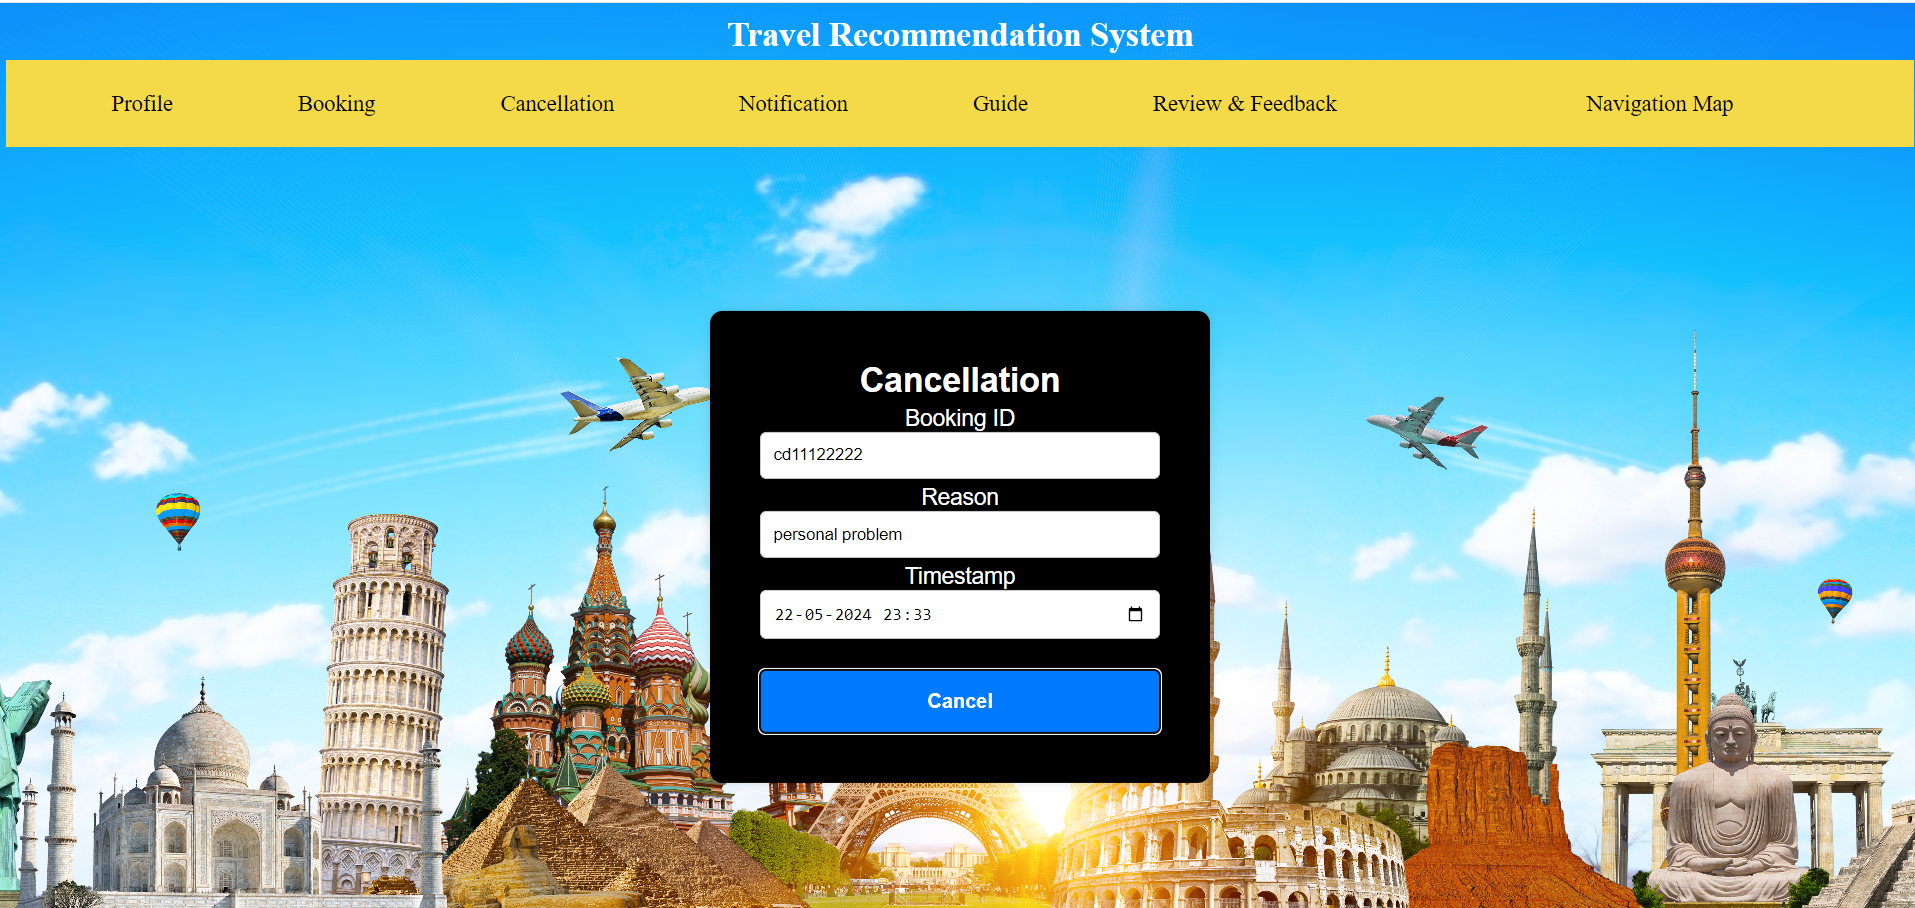 Travel Recommendation System
Profile Booking Cancellation Notification Guide Review & Feedback Navigation Map
Cancellation
Booking ID
cd11122222
Reason
personal problem
Timestamp
22-05-2024 23:33
Cancel